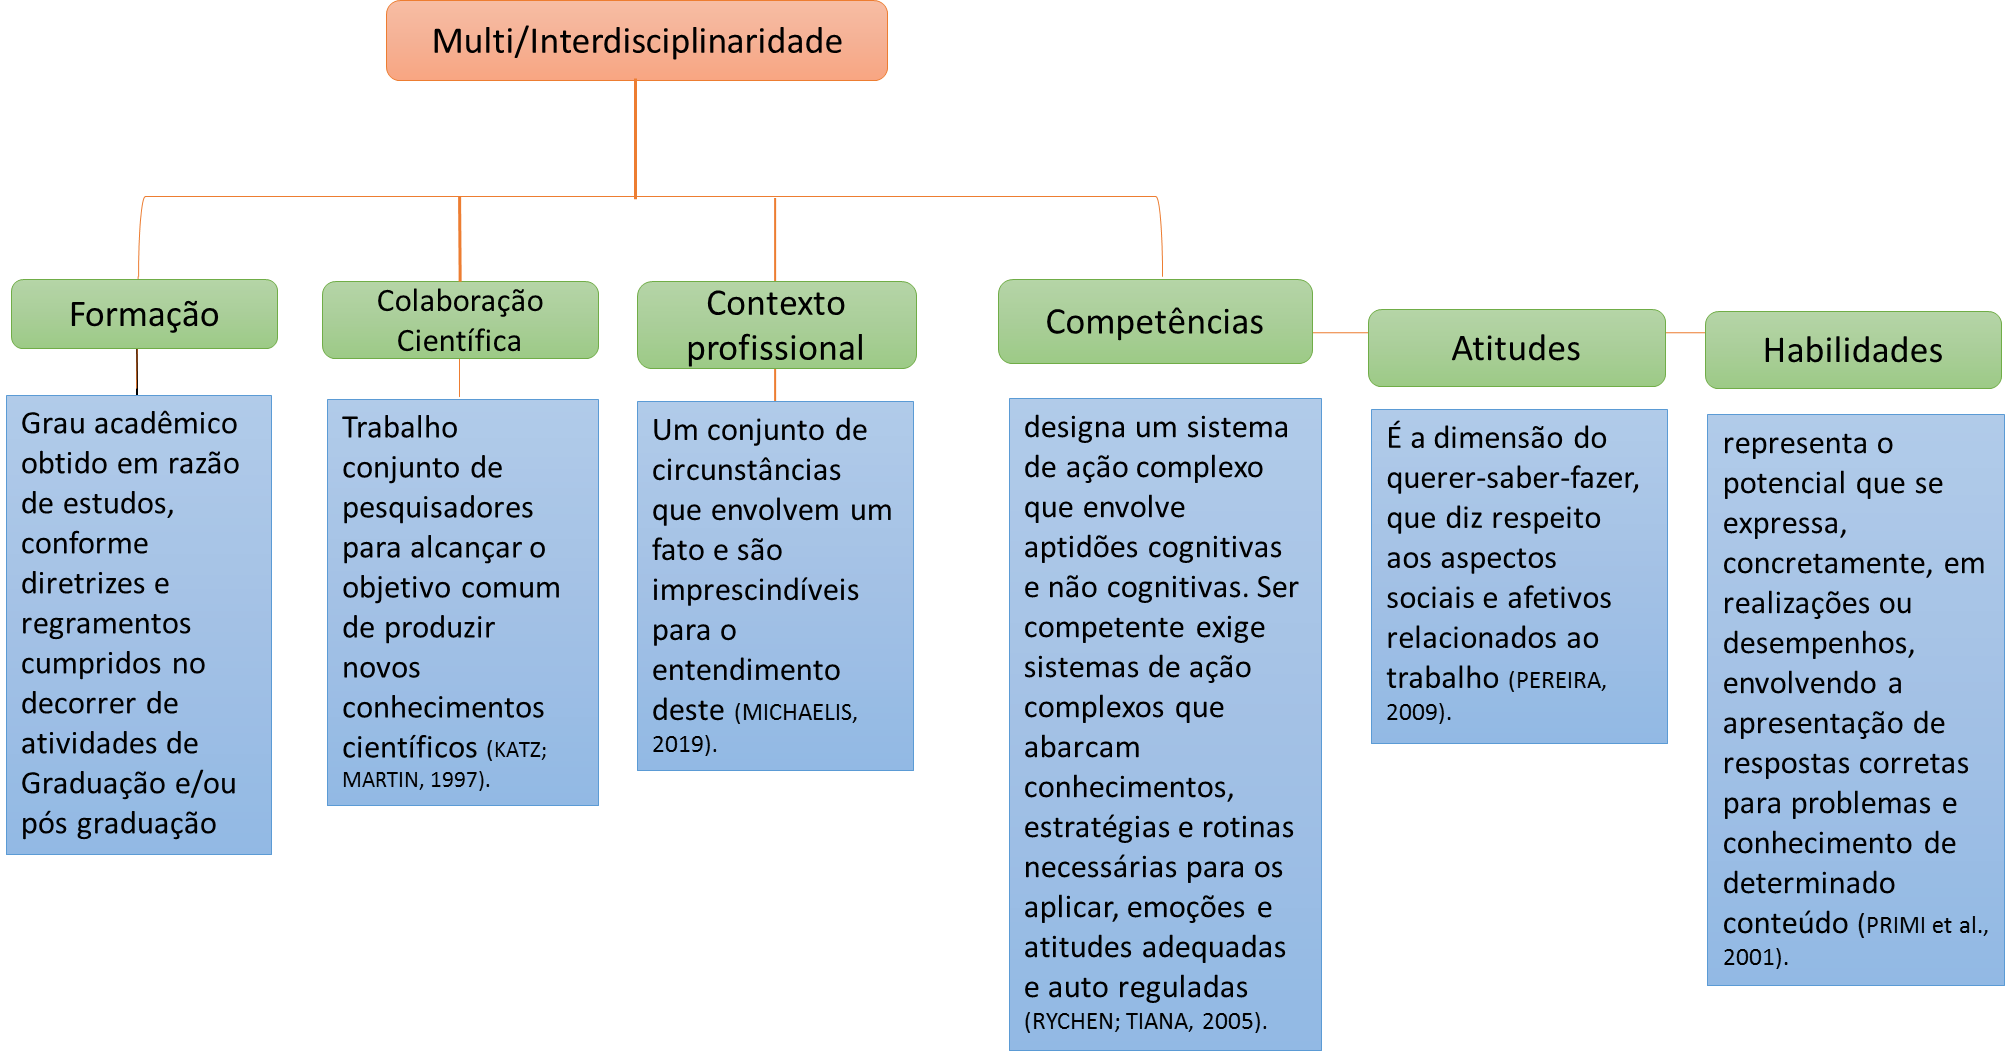 Multi/Interdisciplinaridade
Formação
Grau acadêmico
obtido em razão
de estudos,
conforme
diretrizes e
regramentos
cumpridos no
decorrer de
atividades de
Graduação e/ou
pós graduação
Colaboração
Científica
Trabalho
conjunto de
pesquisadores
para alcançar o
objetivo comum
de produzir
novos
conhecimentos
científicos (KATZ;
MARTIN, 1997).
Contexto
profissional
Um conjunto de
circunstâncias
que envolvem um
fato e são
imprescindíveis
para o
entendimento
deste (MICHAELIS,
2019).
Competências
designa um sistema
de ação complexo
que envolve
aptidões cognitivas
e não cognitivas. Ser
competente exige
sistemas de ação
complexos que
abarcam
conhecimentos,
estratégias e rotinas
necessárias para os
aplicar, emoções e
atitudes adequadas
e auto reguladas
(RYCHEN; TIANA, 2005).
Atitudes
É a dimensão do
querer-saber-fazer,
que diz respeito
aos aspectos
sociais e afetivos
relacionados ao
trabalho (PEREIRA,
2009).
Habilidades
representa o
potencial que se
expressa,
concretamente, em
realizações ou
desempenhos,
envolvendo a
apresentação de
respostas corretas
para problemas e
conhecimento de
determinado
conteúdo (PRIMI et al.,
2001).